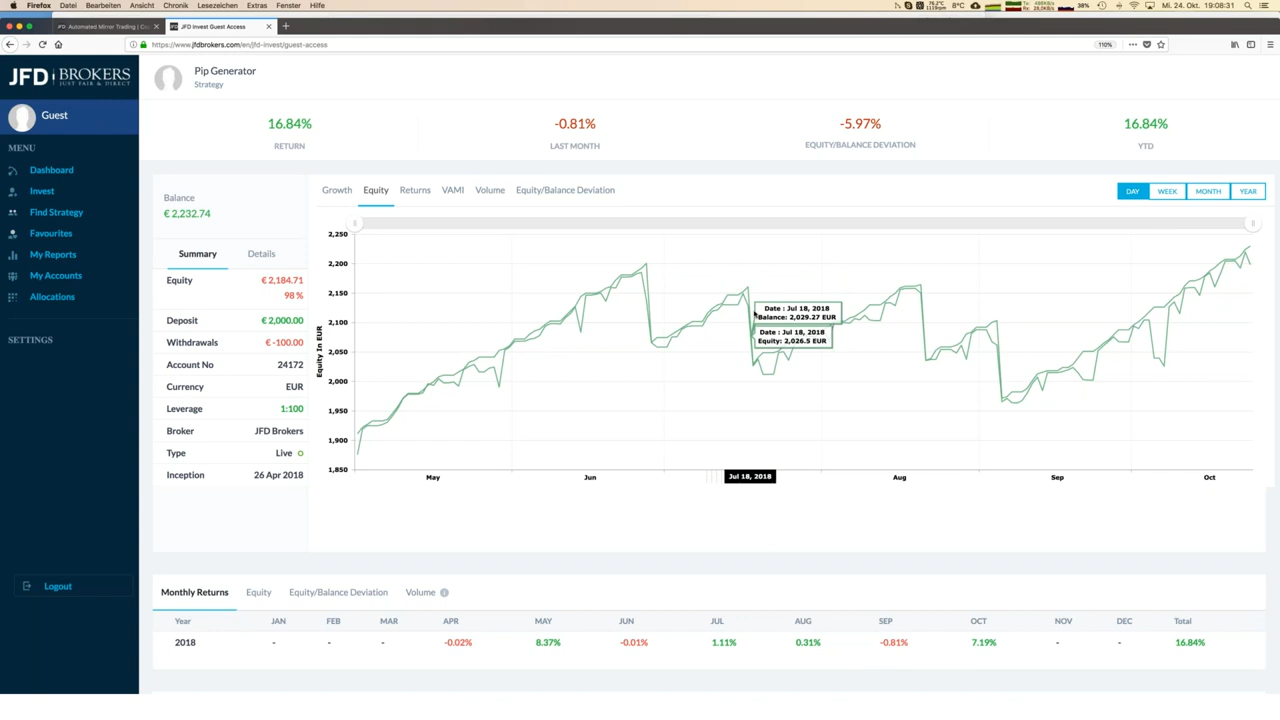 Firefox Datei Bearbeiten Ansicht Chronik Lesezeichen Extras Fenster Hilfe 8°C 38% Mi. 24. Okt. 19:08:31
Automated Mirror Trading | Co JFD Invest Guest Access
https://www.jfdbrokers.com/en/jfd-invest/guest-access 110%
JFD BROKERS
JUST FAIR & DIRECT
Guest
MENU
Dashboard
Invest
Find Strategy
Favourites
My Reports
My Accounts
Allocations
SETTINGS
Logout
Pip Generator
Strategy
16.84%
RETURN
-0.81%
LAST MONTH
-5.97%
EQUITY/BALANCE DEVIATION
16.84%
YTD
Balance
€ 2,232.74
Summary Details
Equity € 2,184.71
98 %
Deposit € 2,000.00
Withdrawals € -100.00
Account No 24172
Currency EUR
Leverage 1:100
Broker JFD Brokers
Type Live
Inception 26 Apr 2018
Growth Equity Returns VAMI Volume Equity/Balance Deviation
DAY WEEK MONTH YEAR
Equity In EUR
2,250
2,200
2,150
2,100
2,050
2,000
1,950
1,900
1,850
Date : Jul 18, 2018
Balance: 2,029.27 EUR
Date : Jul 18, 2018
Equity: 2,026.5 EUR
May Jun Jul 18, 2018 Aug Sep Oct
Monthly Returns Equity Equity/Balance Deviation Volume
Year JAN FEB MAR APR MAY JUN JUL AUG SEP OCT NOV DEC Total
2018 - - - -0.02% 8.37% -0.01% 1.11% 0.31% -0.81% 7.19% - - 16.84%